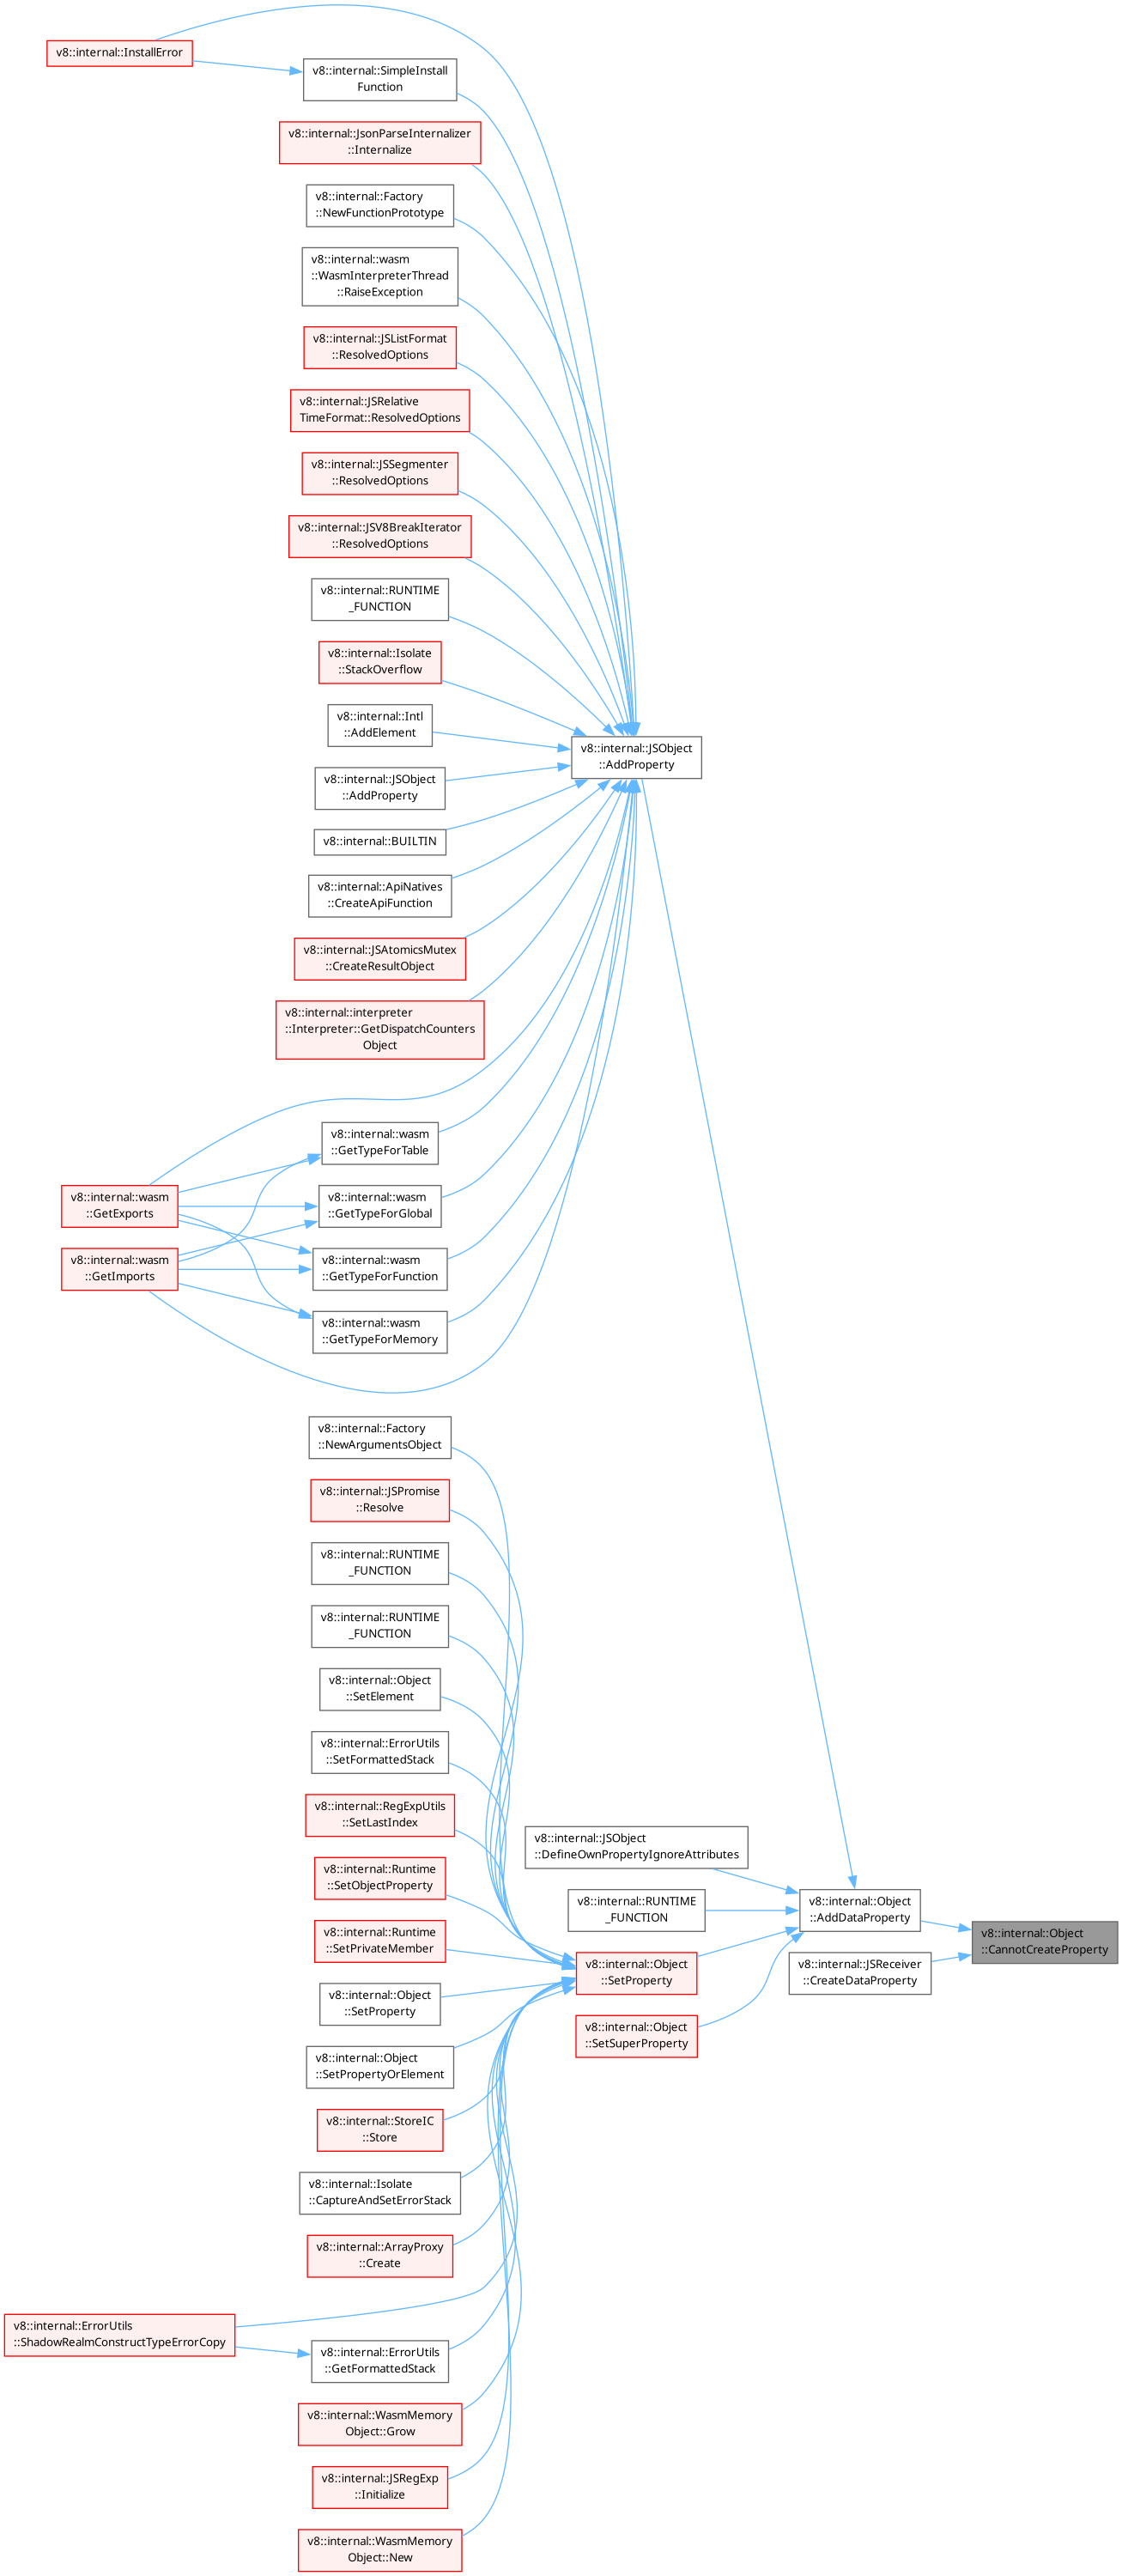 v8::internal::InstallError
v8::internal::SimpleInstall
Function
v8::internal::JsonParseInternalizer
::Internalize
v8::internal::Factory
::NewFunctionPrototype
v8::internal::wasm
::WasmInterpreterThread
::RaiseException
v8::internal::JSListFormat
::ResolvedOptions
v8::internal::JSRelative
TimeFormat::ResolvedOptions
v8::internal::JSSegmenter
::ResolvedOptions
v8::internal::JSV8BreakIterator
::ResolvedOptions
v8::internal::RUNTIME
_FUNCTION
v8::internal::Isolate
::StackOverflow
v8::internal::Intl
::AddElement
v8::internal::JSObject
::AddProperty
v8::internal::JSObject
::AddProperty
v8::internal::BUILTIN
v8::internal::ApiNatives
::CreateApiFunction
v8::internal::JSAtomicsMutex
::CreateResultObject
v8::internal::interpreter
::Interpreter::GetDispatchCounters
Object
v8::internal::wasm
::GetTypeForTable
v8::internal::wasm
::GetExports
v8::internal::wasm
::GetTypeForGlobal
v8::internal::wasm
::GetImports
v8::internal::wasm
::GetTypeForFunction
v8::internal::wasm
::GetTypeForMemory
v8::internal::Factory
::NewArgumentsObject
v8::internal::JSPromise
::Resolve
v8::internal::RUNTIME
_FUNCTION
v8::internal::RUNTIME
_FUNCTION
v8::internal::Object
::SetElement
v8::internal::ErrorUtils
::SetFormattedStack
v8::internal::RegExpUtils
::SetLastIndex
v8::internal::JSObject
::DefineOwnPropertyIgnoreAttributes
v8::internal::Runtime
::SetObjectProperty
v8::internal::RUNTIME
_FUNCTION
v8::internal::Object
::AddDataProperty
v8::internal::Object
::CannotCreateProperty
v8::internal::Runtime
::SetPrivateMember
v8::internal::Object
::SetProperty
v8::internal::JSReceiver
::CreateDataProperty
v8::internal::Object
::SetProperty
v8::internal::Object
::SetSuperProperty
v8::internal::Object
::SetPropertyOrElement
v8::internal::StoreIC
::Store
v8::internal::Isolate
::CaptureAndSetErrorStack
v8::internal::ArrayProxy
::Create
v8::internal::ErrorUtils
::ShadowRealmConstructTypeErrorCopy
v8::internal::ErrorUtils
::GetFormattedStack
v8::internal::WasmMemory
Object::Grow
v8::internal::JSRegExp
::Initialize
v8::internal::WasmMemory
Object::New